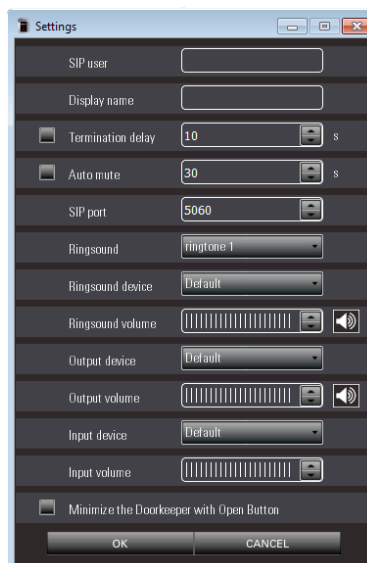 Settings
SIP user
Display name
Termination delay 10 s
Auto mute 30 s
SIP port 5060
Ringsound ringtone 1
Ringsound device Default
Ringsound volume
Output device Default
Output volume
Input device Default
Input volume
Minimize the Doorkeeper with Open Button
OK CANCEL